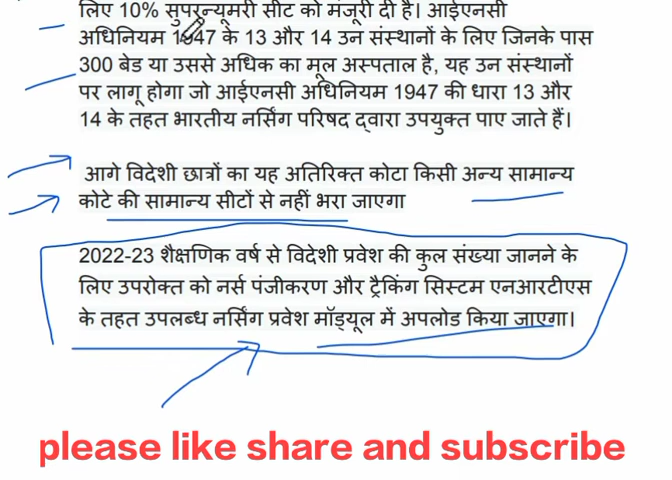 लिए 10% सुपरन्यूमरी सीट को मंजूरी दी है। आईएनसी
अधिनियम 1947 के 13 और 14 उन संस्थानों के लिए जिनके पास
300 बेड या उससे अधिक का मूल अस्पताल है, यह उन संस्थानों
पर लागू होगा जो आईएनसी अधिनियम 1947 की धारा 13 और
14 के तहत भारतीय नर्सिंग परिषद द्वारा उपयुक्त पाए जाते हैं।
आगे विदेशी छात्रों का यह अतिरिक्त कोटा किसी अन्य सामान्य
कोटे की सामान्य सीटों से नहीं भरा जाएगा
2022-23 शैक्षणिक वर्ष से विदेशी प्रवेश की कुल संख्या जानने के
लिए उपरोक्त को नर्स पंजीकरण और ट्रैकिंग सिस्टम एनआरटीएस
के तहत उपलब्ध नर्सिंग प्रवेश मॉड्यूल में अपलोड किया जाएगा।
please like share and subscribe